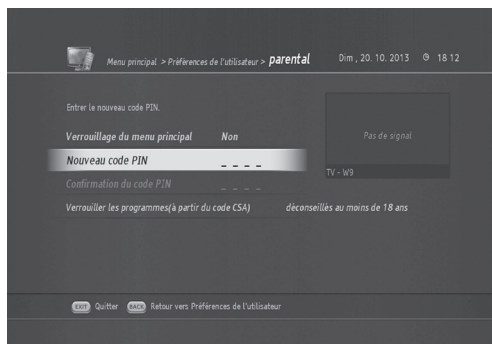 Menu principal > Préférences de l'utilisateur > parental Dim , 20. 10. 2013 18 12
Entrer le nouveau code PIN.
Verrouillage du menu principal Non
Pas de signal
Nouveau code PIN _ _ _ _
TV - W9
Confirmation du code PIN _ _ _ _
Verrouiller les programmes(à partir du code CSA) déconseillès au moins de 18 ans
EXIT Quitter BACK Retour vers Préférences de l'utilisateur